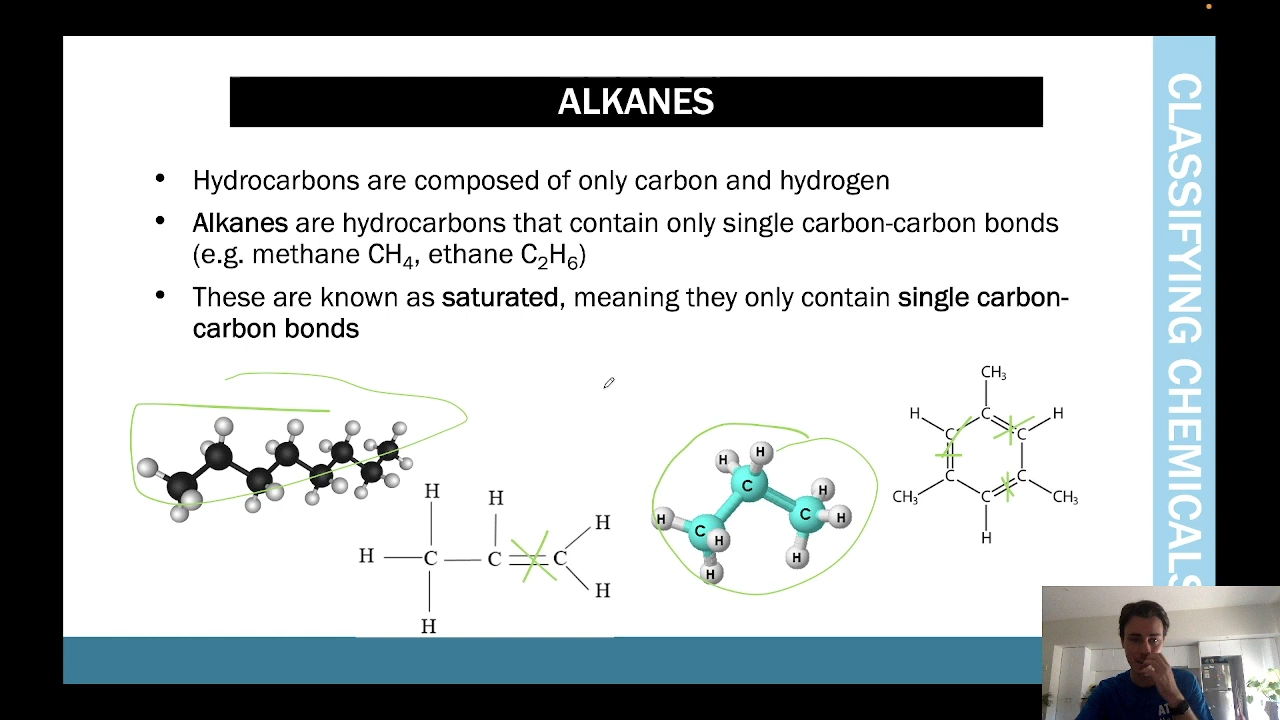 ALKANES
• Hydrocarbons are composed of only carbon and hydrogen
• Alkanes are hydrocarbons that contain only single carbon-carbon bonds
(e.g. methane CH₄, ethane C₂H₆)
• These are known as saturated, meaning they only contain single carbon-
carbon bonds
CLASSIFYING CHEMICALS
H H
H C C C H
H
H
H H
C
H
H C H
C H
H
H
CH₃
H C H
C C
C C
CH₃ C CH₃
H
AT